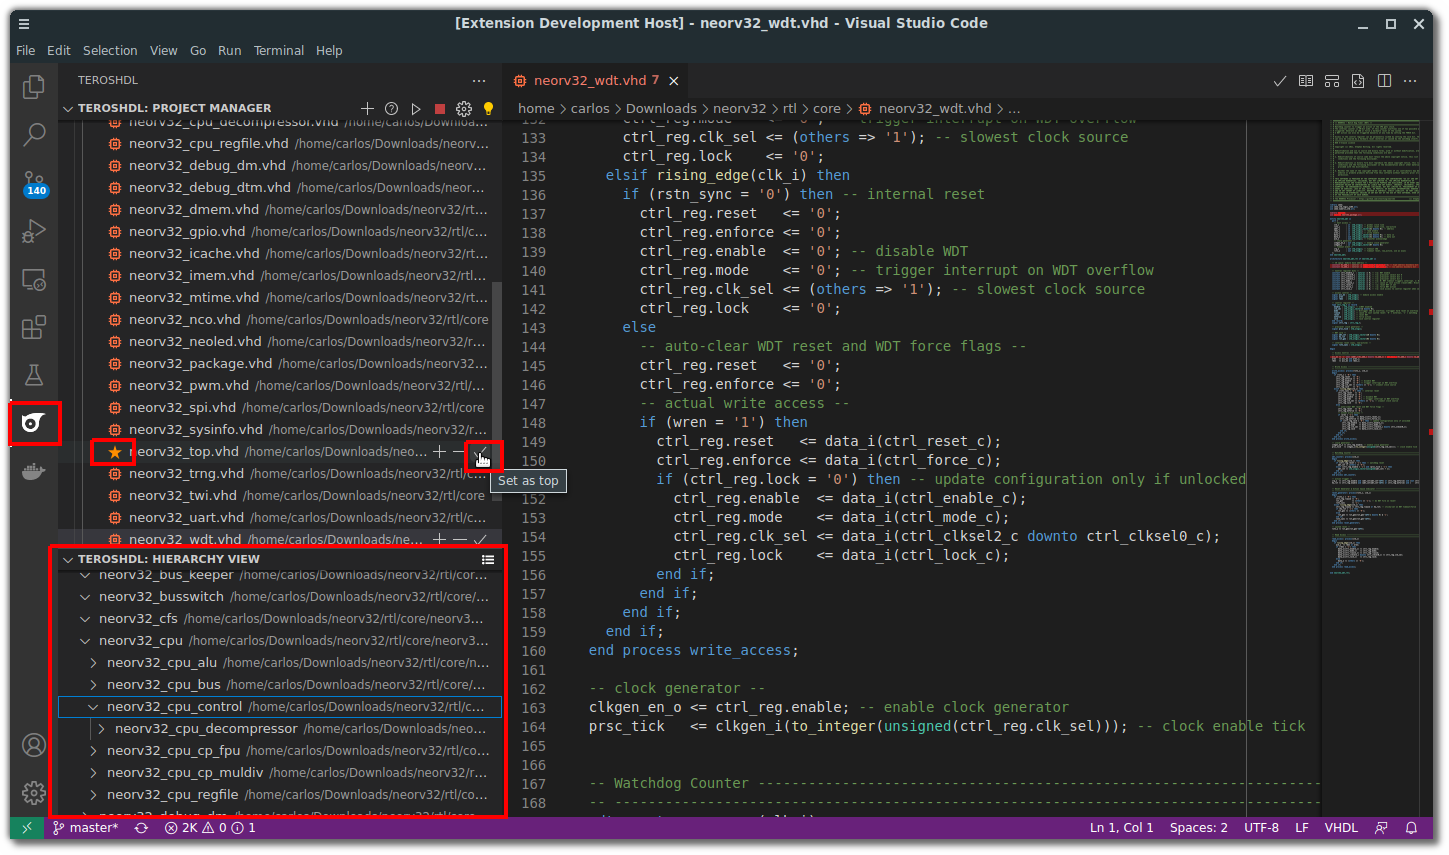 [Extension Development Host] - neorv32_wdt.vhd - Visual Studio Code
File Edit Selection View Go Run Terminal Help
TEROSHDL
TEROSHDL: PROJECT MANAGER
neorv32_cpu_decompressor.vhd /home/carlos/Downloa...
neorv32_cpu_regfile.vhd /home/carlos/Downloads/neorv...
neorv32_debug_dm.vhd /home/carlos/Downloads/neorv...
neorv32_debug_dtm.vhd /home/carlos/Downloads/neor...
neorv32_dmem.vhd /home/carlos/Downloads/neorv32/rt...
neorv32_gpio.vhd /home/carlos/Downloads/neorv32/rtl/c...
neorv32_icache.vhd /home/carlos/Downloads/neorv32/rt...
neorv32_imem.vhd /home/carlos/Downloads/neorv32/rtl...
neorv32_mtime.vhd /home/carlos/Downloads/neorv32/rt...
neorv32_nco.vhd /home/carlos/Downloads/neorv32/rtl/core
neorv32_neoled.vhd /home/carlos/Downloads/neorv32/r...
neorv32_package.vhd /home/carlos/Downloads/neorv32...
neorv32_pwm.vhd /home/carlos/Downloads/neorv32/rtl/...
neorv32_spi.vhd /home/carlos/Downloads/neorv32/rtl/core
neorv32_sysinfo.vhd /home/carlos/Downloads/neorv32/r...
neorv32_top.vhd /home/carlos/Downloads/neo...
neorv32_trng.vhd /home/carlos/Downloads/neorv32/rtl/c...
neorv32_twi.vhd /home/carlos/Downloads/neorv32/rtl/core
neorv32_uart.vhd /home/carlos/Downloads/neorv32/rtl/c...
neorv32_wdt.vhd /home/carlos/Downloads/ne...
Set as top
140
TEROSHDL: HIERARCHY VIEW
neorv32_bus_keeper /home/carlos/Downloads/neorv32/rtl/cor...
neorv32_busswitch /home/carlos/Downloads/neorv32/rtl/core/...
neorv32_cfs /home/carlos/Downloads/neorv32/rtl/core/neorv3...
neorv32_cpu /home/carlos/Downloads/neorv32/rtl/core/neorv3...
neorv32_cpu_alu /home/carlos/Downloads/neorv32/rtl/core/n...
neorv32_cpu_bus /home/carlos/Downloads/neorv32/rtl/core/...
neorv32_cpu_control /home/carlos/Downloads/neorv32/rtl/c...
neorv32_cpu_decompressor /home/carlos/Downloads/neo...
neorv32_cpu_cp_fpu /home/carlos/Downloads/neorv32/rtl/co...
neorv32_cpu_cp_muldiv /home/carlos/Downloads/neorv32/r...
neorv32_cpu_regfile /home/carlos/Downloads/neorv32/rtl/co...
neorv32_wdt.vhd 7
home > carlos > Downloads > neorv32 > rtl > core > neorv32_wdt.vhd > ...
132 ctrl_reg.mode <= '0'; -- trigger interrupt on WDT overflow
133 ctrl_reg.clk_sel <= (others => '1'); -- slowest clock source
134 ctrl_reg.lock <= '0';
135 elsif rising_edge(clk_i) then
136 if (rstn_sync = '0') then -- internal reset
137 ctrl_reg.reset <= '0';
138 ctrl_reg.enforce <= '0';
139 ctrl_reg.enable <= '0'; -- disable WDT
140 ctrl_reg.mode <= '0'; -- trigger interrupt on WDT overflow
141 ctrl_reg.clk_sel <= (others => '1'); -- slowest clock source
142 ctrl_reg.lock <= '0';
143 else
144 -- auto-clear WDT reset and WDT force flags --
145 ctrl_reg.reset <= '0';
146 ctrl_reg.enforce <= '0';
147 -- actual write access --
148 if (wren = '1') then
149 ctrl_reg.reset <= data_i(ctrl_reset_c);
150 ctrl_reg.enforce <= data_i(ctrl_force_c);
151 if (ctrl_reg.lock = '0') then -- update configuration only if unlocked
152 ctrl_reg.enable <= data_i(ctrl_enable_c);
153 ctrl_reg.mode <= data_i(ctrl_mode_c);
154 ctrl_reg.clk_sel <= data_i(ctrl_clksel2_c downto ctrl_clksel0_c);
155 ctrl_reg.lock <= data_i(ctrl_lock_c);
156 end if;
157 end if;
158 end if;
159 end if;
160 end process write_access;
161
162 -- clock generator --
163 clkgen_en_o <= ctrl_reg.enable; -- enable clock generator
164 prsc_tick <= clkgen_i(to_integer(unsigned(ctrl_reg.clk_sel))); -- clock enable tick
165
166
167 -- Watchdog Counter -------------------------------------------------------------------
168 -- ------------------------------------------------------------------------------------
master* 2K 0 1
Ln 1, Col 1 Spaces: 2 UTF-8 LF VHDL